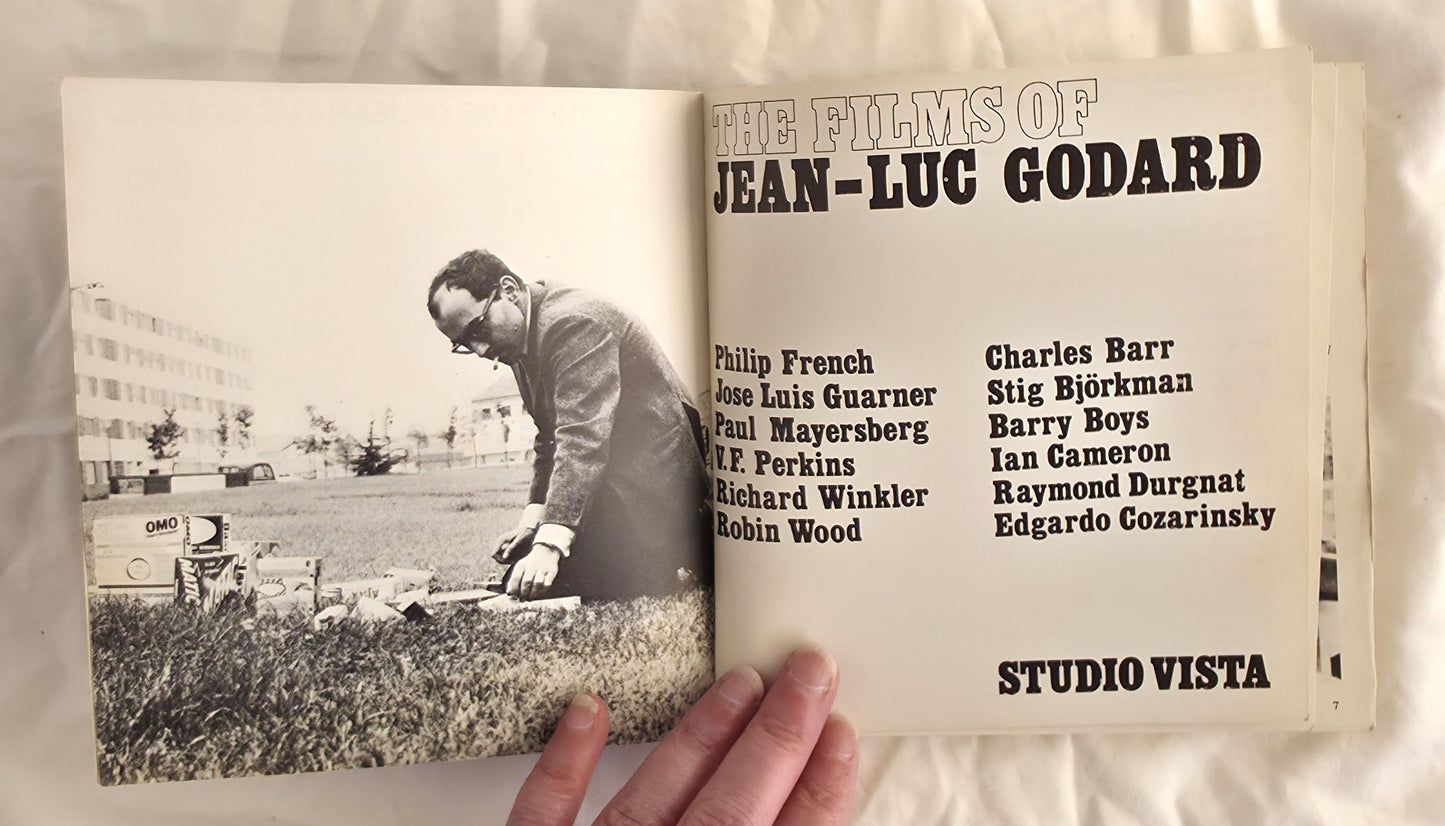 OMO
MATIC
THE FILMS OF
JEAN-LUC GODARD
Philip French
Jose Luis Guarner
Paul Mayersberg
V.F. Perkins
Richard Winkler
Robin Wood
Charles Barr
Stig Björkman
Barry Boys
Ian Cameron
Raymond Durgnat
Edgardo Cozarinsky
STUDIO VISTA
7